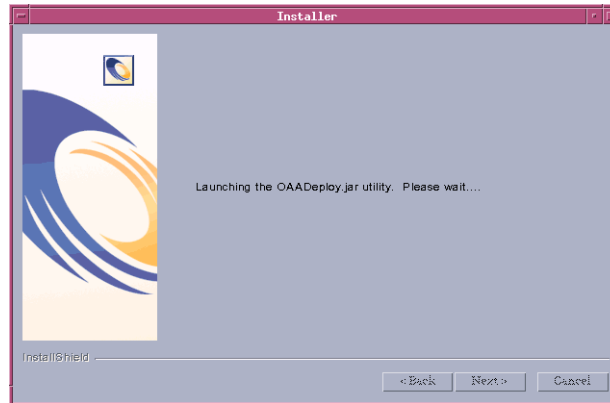 Installer
Launching the OAADeploy.jar utility.  Please wait....
InstallShield
< Back
Next >
Cancel